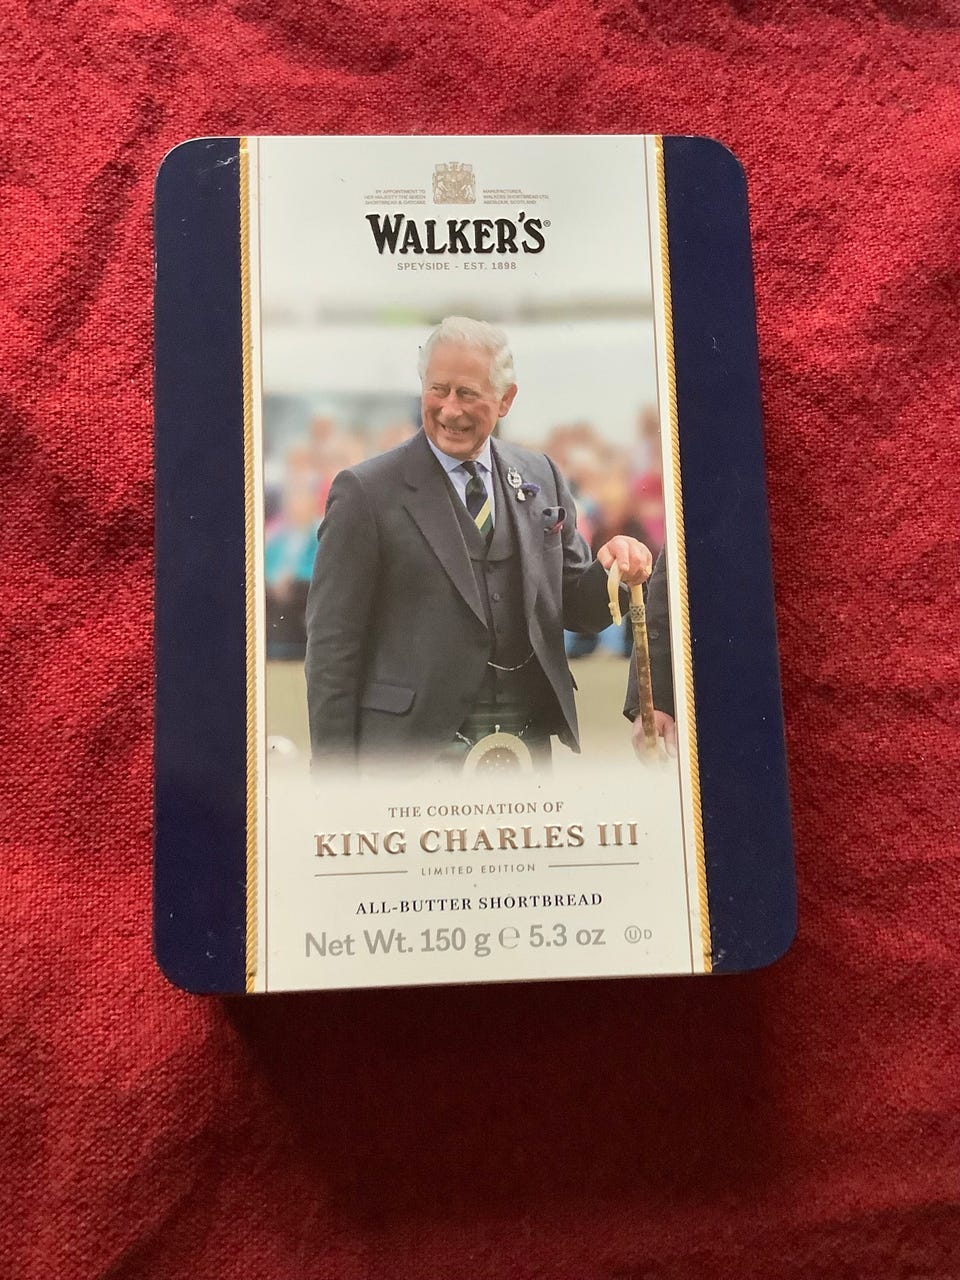 BY APPOINTMENT TO
HER MAJESTY THE QUEEN
SHORTBREAD & OATCAKE
MANUFACTURER,
WALKERS SHORTBREAD LTD,
ABERLOUR, SCOTLAND
WALKER'S®
SPEYSIDE - EST. 1898
THE CORONATION OF
KING CHARLES III
LIMITED EDITION
ALL-BUTTER SHORTBREAD
Net Wt. 150 g ℮ 5.3 oz Ⓤ D